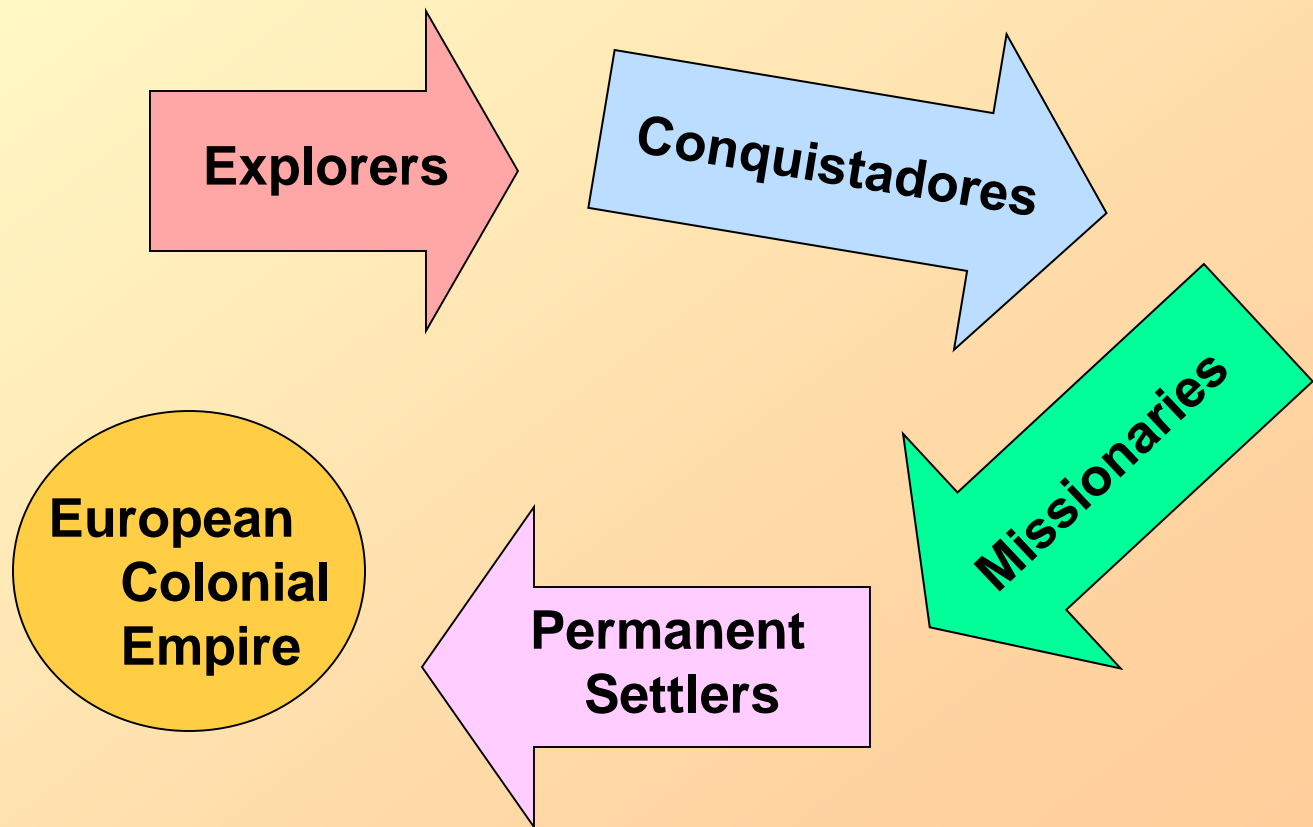 Explorers
Conquistadores
Missionaries
Permanent
Settlers
European
Colonial
Empire